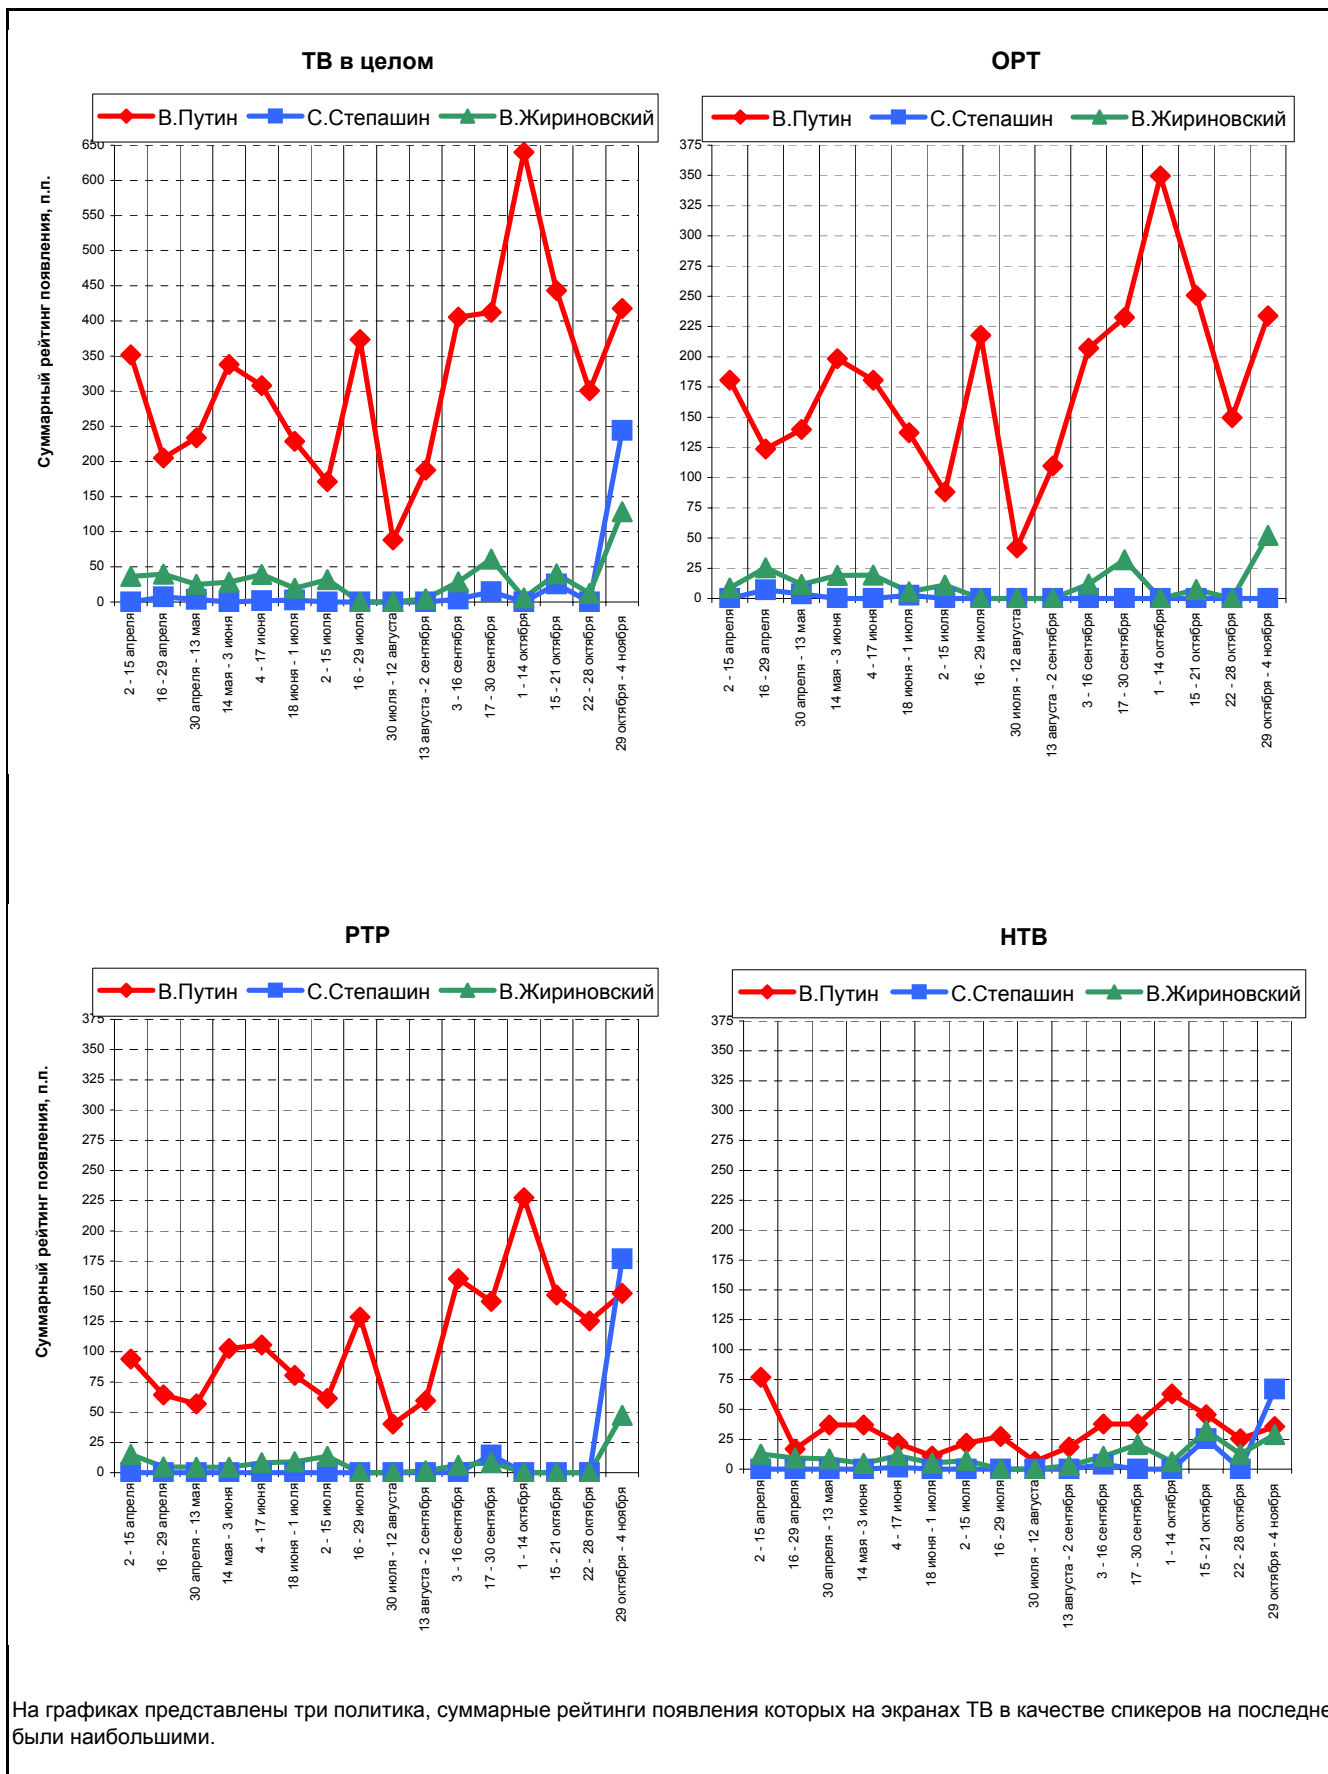 ТВ в целом
В.Путин С.Степашин В.Жириновский
Суммарный рейтинг появления, п.п.
650
600
550
500
450
400
350
300
250
200
150
100
50
0
2 - 15 апреля
16 - 29 апреля
30 апреля - 13 мая
14 мая - 3 июня
4 - 17 июня
18 июня - 1 июля
2 - 15 июля
16 - 29 июля
30 июля - 12 августа
13 августа - 2 сентября
3 - 16 сентября
17 - 30 сентября
1 - 14 октября
15 - 21 октября
22 - 28 октября
29 октября - 4 ноября
ОРТ
В.Путин С.Степашин В.Жириновский
375
350
325
300
275
250
225
200
175
150
125
100
75
50
25
0
2 - 15 апреля
16 - 29 апреля
30 апреля - 13 мая
14 мая - 3 июня
4 - 17 июня
18 июня - 1 июля
2 - 15 июля
16 - 29 июля
30 июля - 12 августа
13 августа - 2 сентября
3 - 16 сентября
17 - 30 сентября
1 - 14 октября
15 - 21 октября
22 - 28 октября
29 октября - 4 ноября
РТР
В.Путин С.Степашин В.Жириновский
Суммарный рейтинг появления, п.п.
375
350
325
300
275
250
225
200
175
150
125
100
75
50
25
0
2 - 15 апреля
16 - 29 апреля
30 апреля - 13 мая
14 мая - 3 июня
4 - 17 июня
18 июня - 1 июля
2 - 15 июля
16 - 29 июля
30 июля - 12 августа
13 августа - 2 сентября
3 - 16 сентября
17 - 30 сентября
1 - 14 октября
15 - 21 октября
22 - 28 октября
29 октября - 4 ноября
НТВ
В.Путин С.Степашин В.Жириновский
375
350
325
300
275
250
225
200
175
150
125
100
75
50
25
0
2 - 15 апреля
16 - 29 апреля
30 апреля - 13 мая
14 мая - 3 июня
4 - 17 июня
18 июня - 1 июля
2 - 15 июля
16 - 29 июля
30 июля - 12 августа
13 августа - 2 сентября
3 - 16 сентября
17 - 30 сентября
1 - 14 октября
15 - 21 октября
22 - 28 октября
29 октября - 4 ноября
На графиках представлены три политика, суммарные рейтинги появления которых на экранах ТВ в качестве спикеров на последне
были наибольшими.